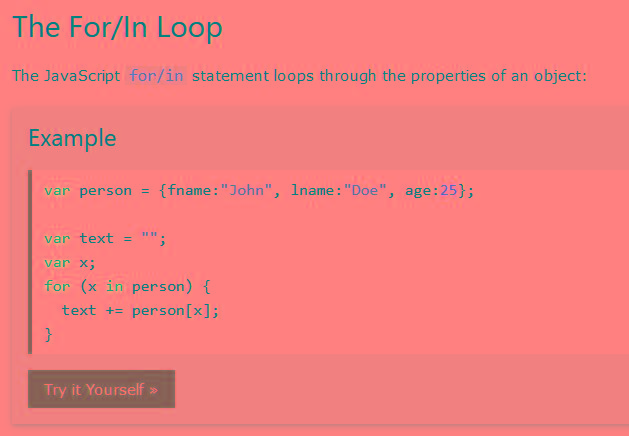 The For/In Loop
The JavaScript for/in statement loops through the properties of an object:
Example
var person = {fname:"John", lname:"Doe", age:25};
var text = "";
var x;
for (x in person) {
  text += person[x];
}
Try it Yourself »